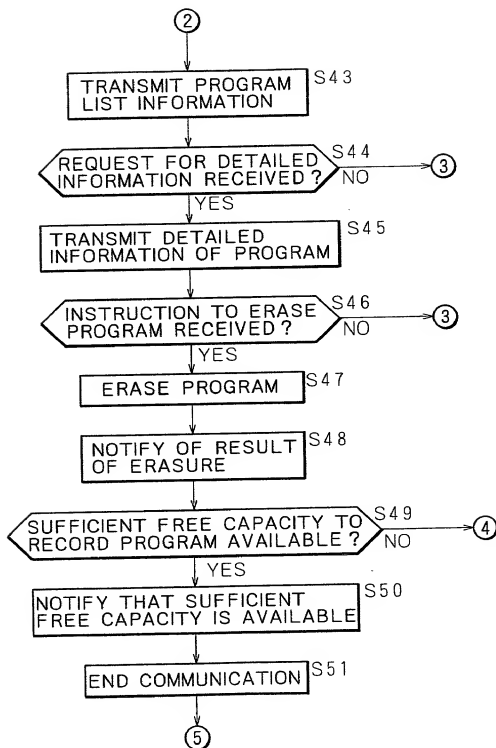 2
TRANSMIT PROGRAM
LIST INFORMATION
S43
REQUEST FOR DETAILED
INFORMATION RECEIVED?
S44
NO
3
YES
TRANSMIT DETAILED
INFORMATION OF PROGRAM
S45
INSTRUCTION TO ERASE
PROGRAM RECEIVED?
S46
NO
3
YES
ERASE PROGRAM
S47
NOTIFY OF RESULT
OF ERASURE
S48
SUFFICIENT FREE CAPACITY TO
RECORD PROGRAM AVAILABLE?
S49
NO
4
YES
NOTIFY THAT SUFFICIENT
FREE CAPACITY IS AVAILABLE
S50
END COMMUNICATION
S51
5